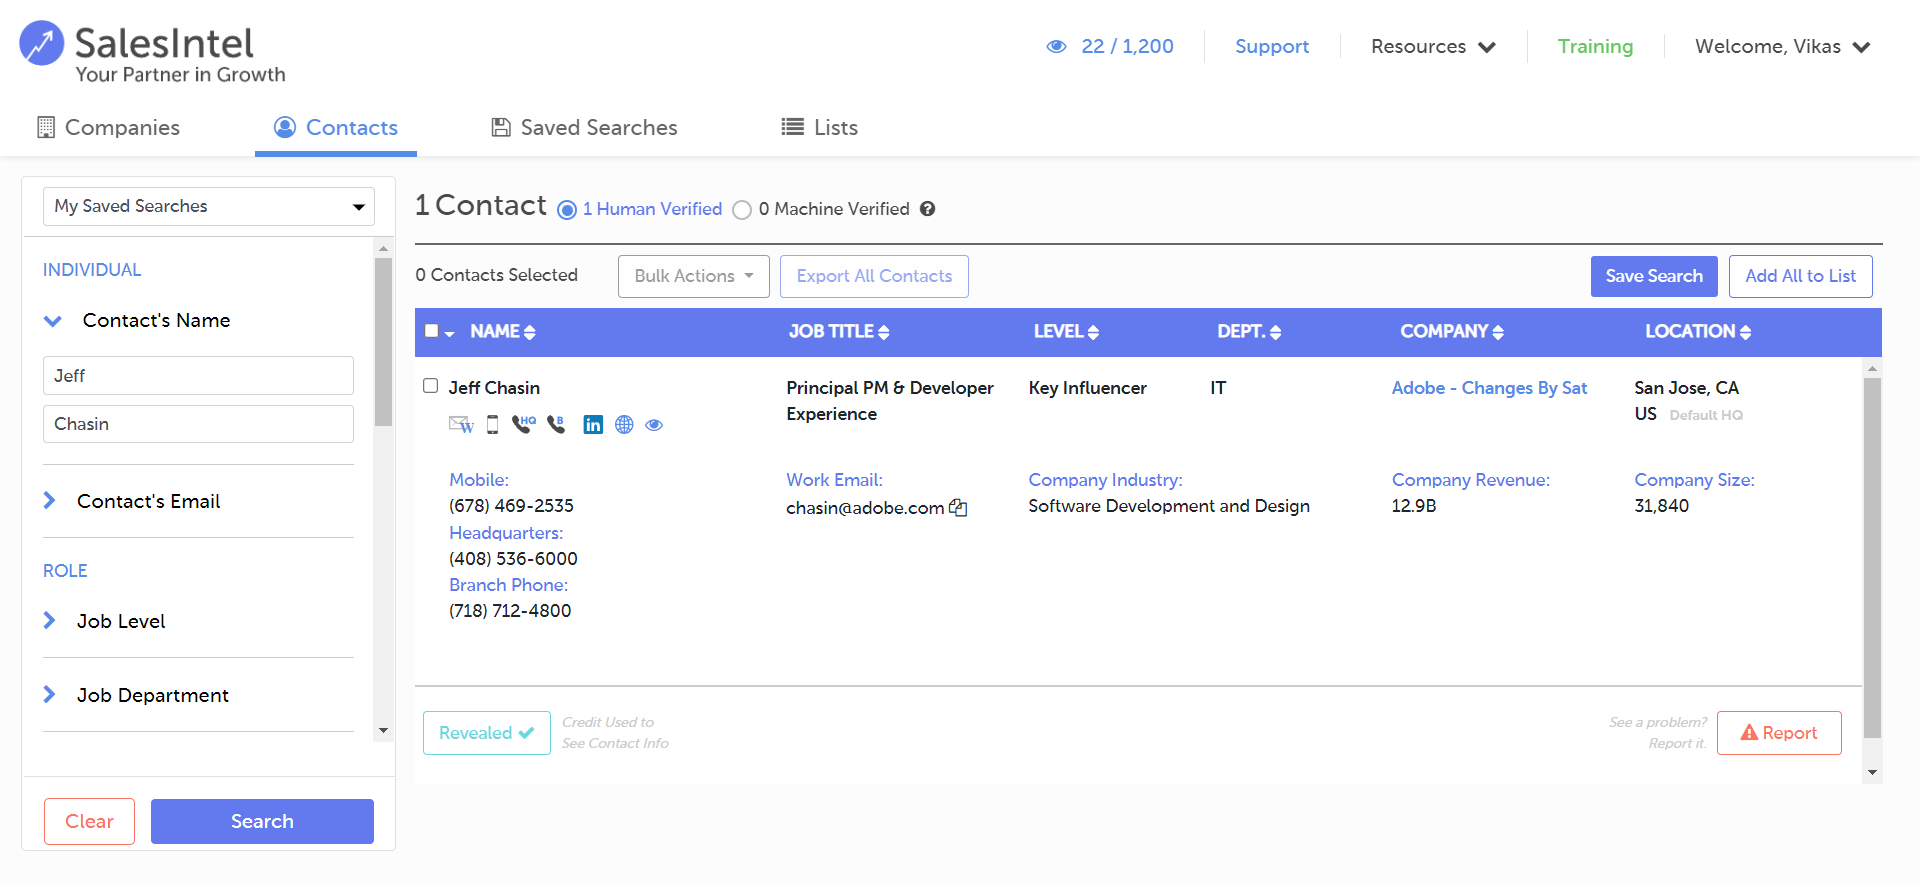 SalesIntel
Your Partner in Growth
22 / 1,200
Support
Resources
Training
Welcome, Vikas
Companies
Contacts
Saved Searches
Lists
My Saved Searches
INDIVIDUAL
Contact's Name
Jeff
Chasin
Contact's Email
ROLE
Job Level
Job Department
Clear
Search
1 Contact
1 Human Verified
0 Machine Verified
?
0 Contacts Selected
Bulk Actions
Export All Contacts
Save Search
Add All to List
NAME JOB TITLE LEVEL DEPT. COMPANY LOCATION
Jeff Chasin
W
HQ
B
in
Principal PM & Developer
Experience
Key Influencer
IT
Adobe - Changes By Sat
San Jose, CA
US Default HQ
Mobile:
(678) 469-2535
Headquarters:
(408) 536-6000
Branch Phone:
(718) 712-4800
Work Email:
chasin@adobe.com
Company Industry:
Software Development and Design
Company Revenue:
12.9B
Company Size:
31,840
Revealed
Credit Used to
See Contact Info
See a problem?
Report it.
Report